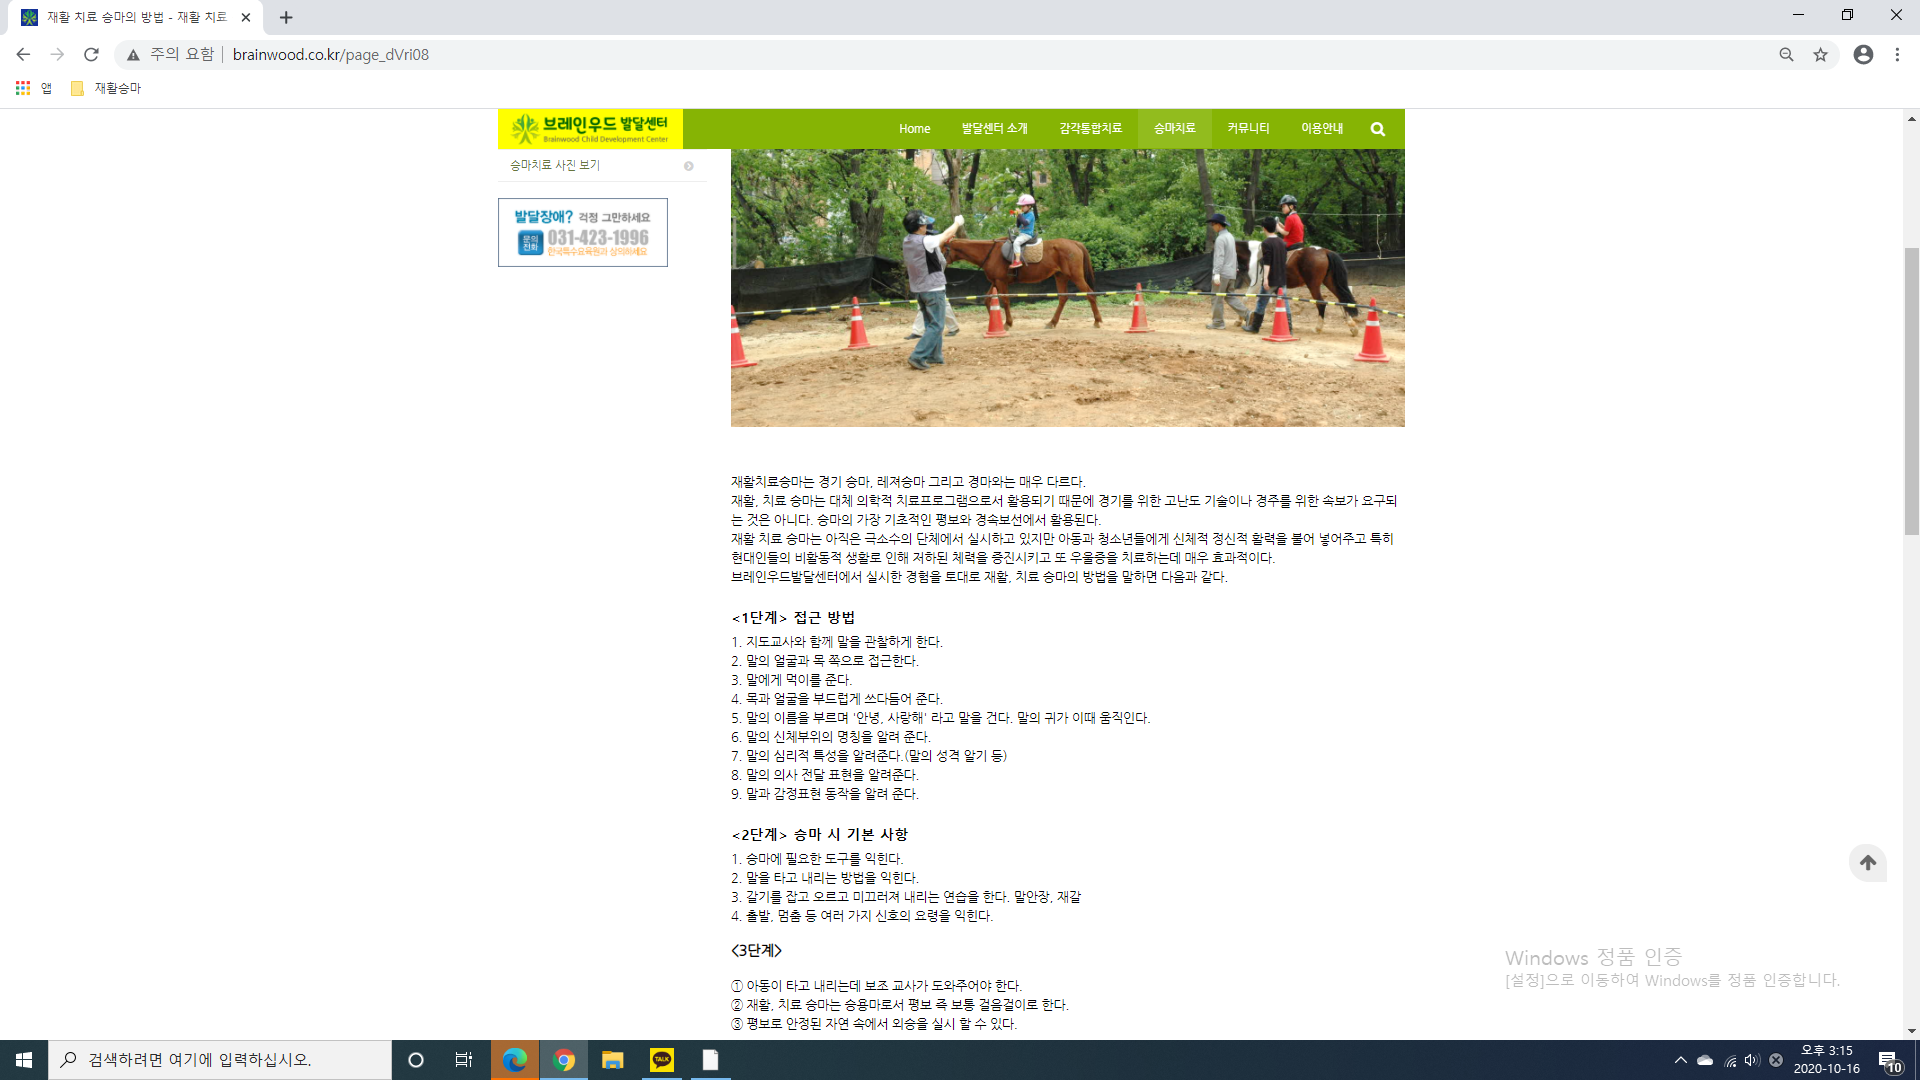 재활 치료 승마의 방법 - 재활 치료
주의 요함
brainwood.co.kr/page_dVri08
앱
재활승마
브레인우드 발달센터
Brainwood Child Development Center
Home
발달센터 소개
감각통합치료
승마치료
커뮤니티
이용안내
승마치료 사진 보기
발달장애? 걱정 그만하세요
문의 전화 031-423-1996
한국특수요육원과 상의하세요
재활치료승마는 경기 승마, 레져승마 그리고 경마와는 매우 다르다.
재활, 치료 승마는 대체 의학적 치료프로그램으로서 활용되기 때문에 경기를 위한 고난도 기술이나 경주를 위한 속보가 요구되
는 것은 아니다. 승마의 가장 기초적인 평보와 경속보선에서 활용된다.
재활 치료 승마는 아직은 극소수의 단체에서 실시하고 있지만 아동과 청소년들에게 신체적 정신적 활력을 불어 넣어주고 특히
현대인들의 비활동적 생활로 인해 저하된 체력을 증진시키고 또 우울증을 치료하는데 매우 효과적이다.
브레인우드발달센터에서 실시한 경험을 토대로 재활, 치료 승마의 방법을 말하면 다음과 같다.
<1단계> 접근 방법
1. 지도교사와 함께 말을 관찰하게 한다.
2. 말의 얼굴과 목 쪽으로 접근한다.
3. 말에게 먹이를 준다.
4. 목과 얼굴을 부드럽게 쓰다듬어 준다.
5. 말의 이름을 부르며 '안녕, 사랑해' 라고 말을 건다. 말의 귀가 이때 움직인다.
6. 말의 신체부위의 명칭을 알려 준다.
7. 말의 심리적 특성을 알려준다.(말의 성격 알기 등)
8. 말의 의사 전달 표현을 알려준다.
9. 말과 감정표현 동작을 알려 준다.
<2단계> 승마 시 기본 사항
1. 승마에 필요한 도구를 익힌다.
2. 말을 타고 내리는 방법을 익힌다.
3. 갈기를 잡고 오르고 미끄러져 내리는 연습을 한다. 말안장, 재갈
4. 출발, 멈춤 등 여러 가지 신호의 요령을 익힌다.
<3단계>
① 아동이 타고 내리는데 보조 교사가 도와주어야 한다.
② 재활, 치료 승마는 승용마로서 평보 즉 보통 걸음걸이로 한다.
③ 평보로 안정된 자연 속에서 외승을 실시 할 수 있다.
Windows 정품 인증
[설정]으로 이동하여 Windows를 정품 인증합니다.
검색하려면 여기에 입력하십시오.
TALK
오후 3:15
2020-10-16
10